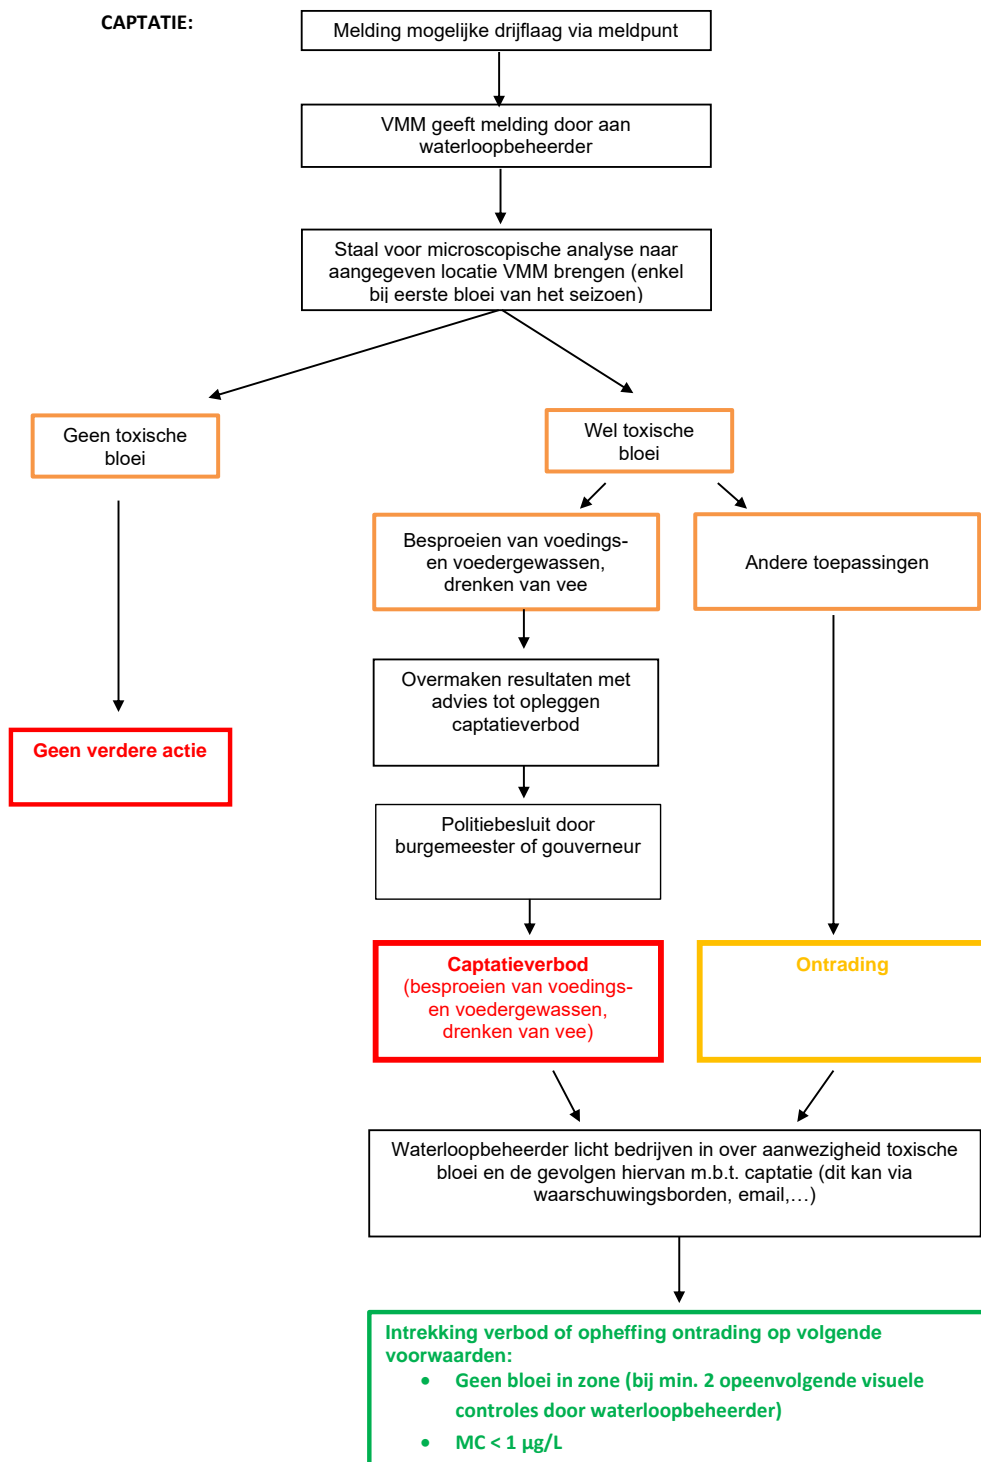 CAPTATIE:
Melding mogelijke drijflaag via meldpunt
VMM geeft melding door aan
waterloopbeheerder
Staal voor microscopische analyse naar
aangegeven locatie VMM brengen (enkel
bij eerste bloei van het seizoen)
Geen toxische
bloei
Wel toxische
bloei
Besproeien van voedings-
en voedergewassen,
drenken van vee
Andere toepassingen
Overmaken resultaten met
advies tot opleggen
captatieverbod
Geen verdere actie
Politiebesluit door
burgemeester of gouverneur
Captatieverbod
(besproeien van voedings-
en voedergewassen,
drenken van vee)
Ontrading
Waterloopbeheerder licht bedrijven in over aanwezigheid toxische
bloei en de gevolgen hiervan m.b.t. captatie (dit kan via
waarschuwingsborden, email,…)
Intrekking verbod of opheffing ontrading op volgende
voorwaarden:
• Geen bloei in zone (bij min. 2 opeenvolgende visuele
controles door waterloopbeheerder)
• MC < 1 µg/L